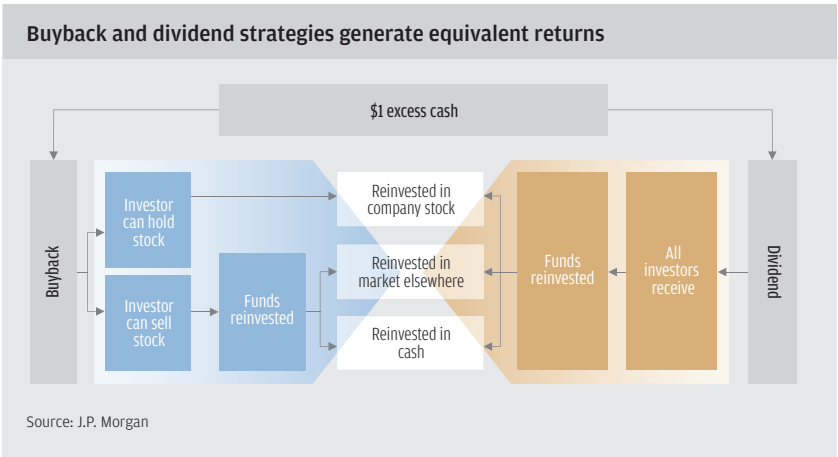 Buyback and dividend strategies generate equivalent returns
$1 excess cash
Buyback
Investor
can hold
stock
Investor
can sell
stock
Funds
reinvested
Reinvested in
company stock
Reinvested in
market elsewhere
Reinvested in
cash
Funds
reinvested
All
investors
receive
Dividend
Source: J.P. Morgan